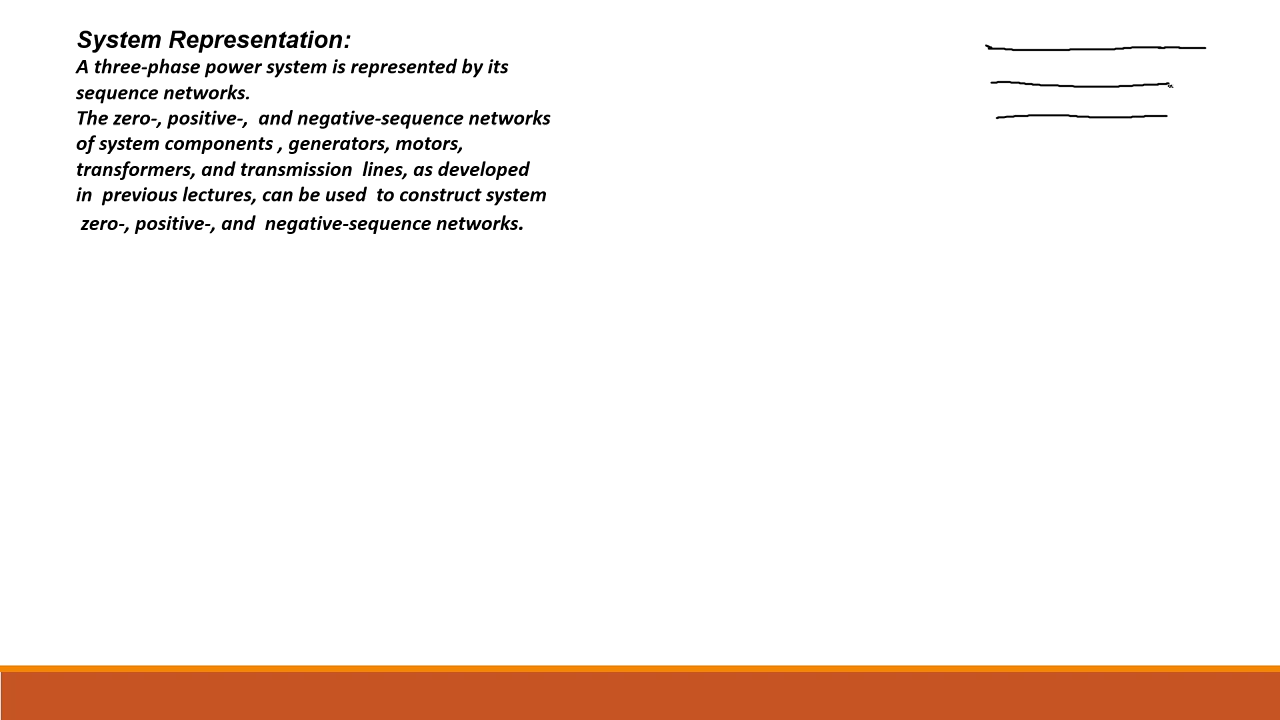 System Representation:
A three-phase power system is represented by its
sequence networks.
The zero-, positive-,  and negative-sequence networks
of system components , generators, motors,
transformers, and transmission  lines, as developed
in  previous lectures, can be used  to construct system
zero-, positive-, and  negative-sequence networks.